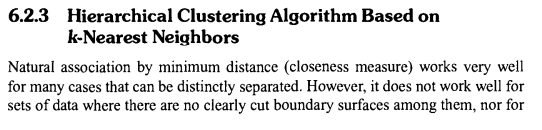 6.2.3 Hierarchical Clustering Algorithm Based on
k-Nearest Neighbors
Natural association by minimum distance (closeness measure) works very well
for many cases that can be distinctly separated. However, it does not work well for
sets of data where there are no clearly cut boundary surfaces among them, nor for